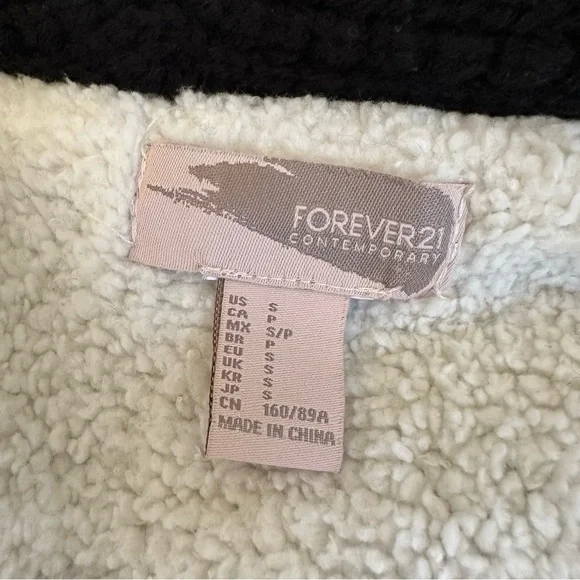 FOREVER21
CONTEMPORARY
US S
CA P
MX S/P
BR P
EU S
UK S
KR S
JP S
CN 160/89A
MADE IN CHINA